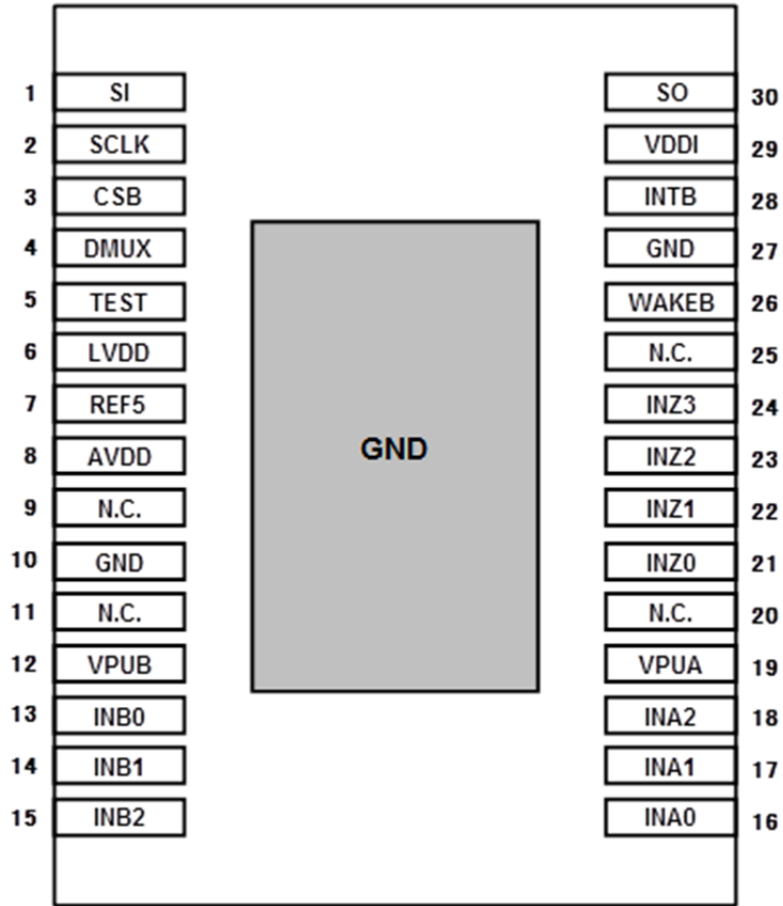 1 SI SO 30
2 SCLK VDDI 29
3 CSB INTB 28
4 DMUX GND 27
5 TEST WAKEB 26
6 LVDD N.C. 25
7 REF5 INZ3 24
8 AVDD GND INZ2 23
9 N.C. INZ1 22
10 GND INZ0 21
11 N.C. N.C. 20
12 VPUB VPUA 19
13 INB0 INA2 18
14 INB1 INA1 17
15 INB2 INA0 16